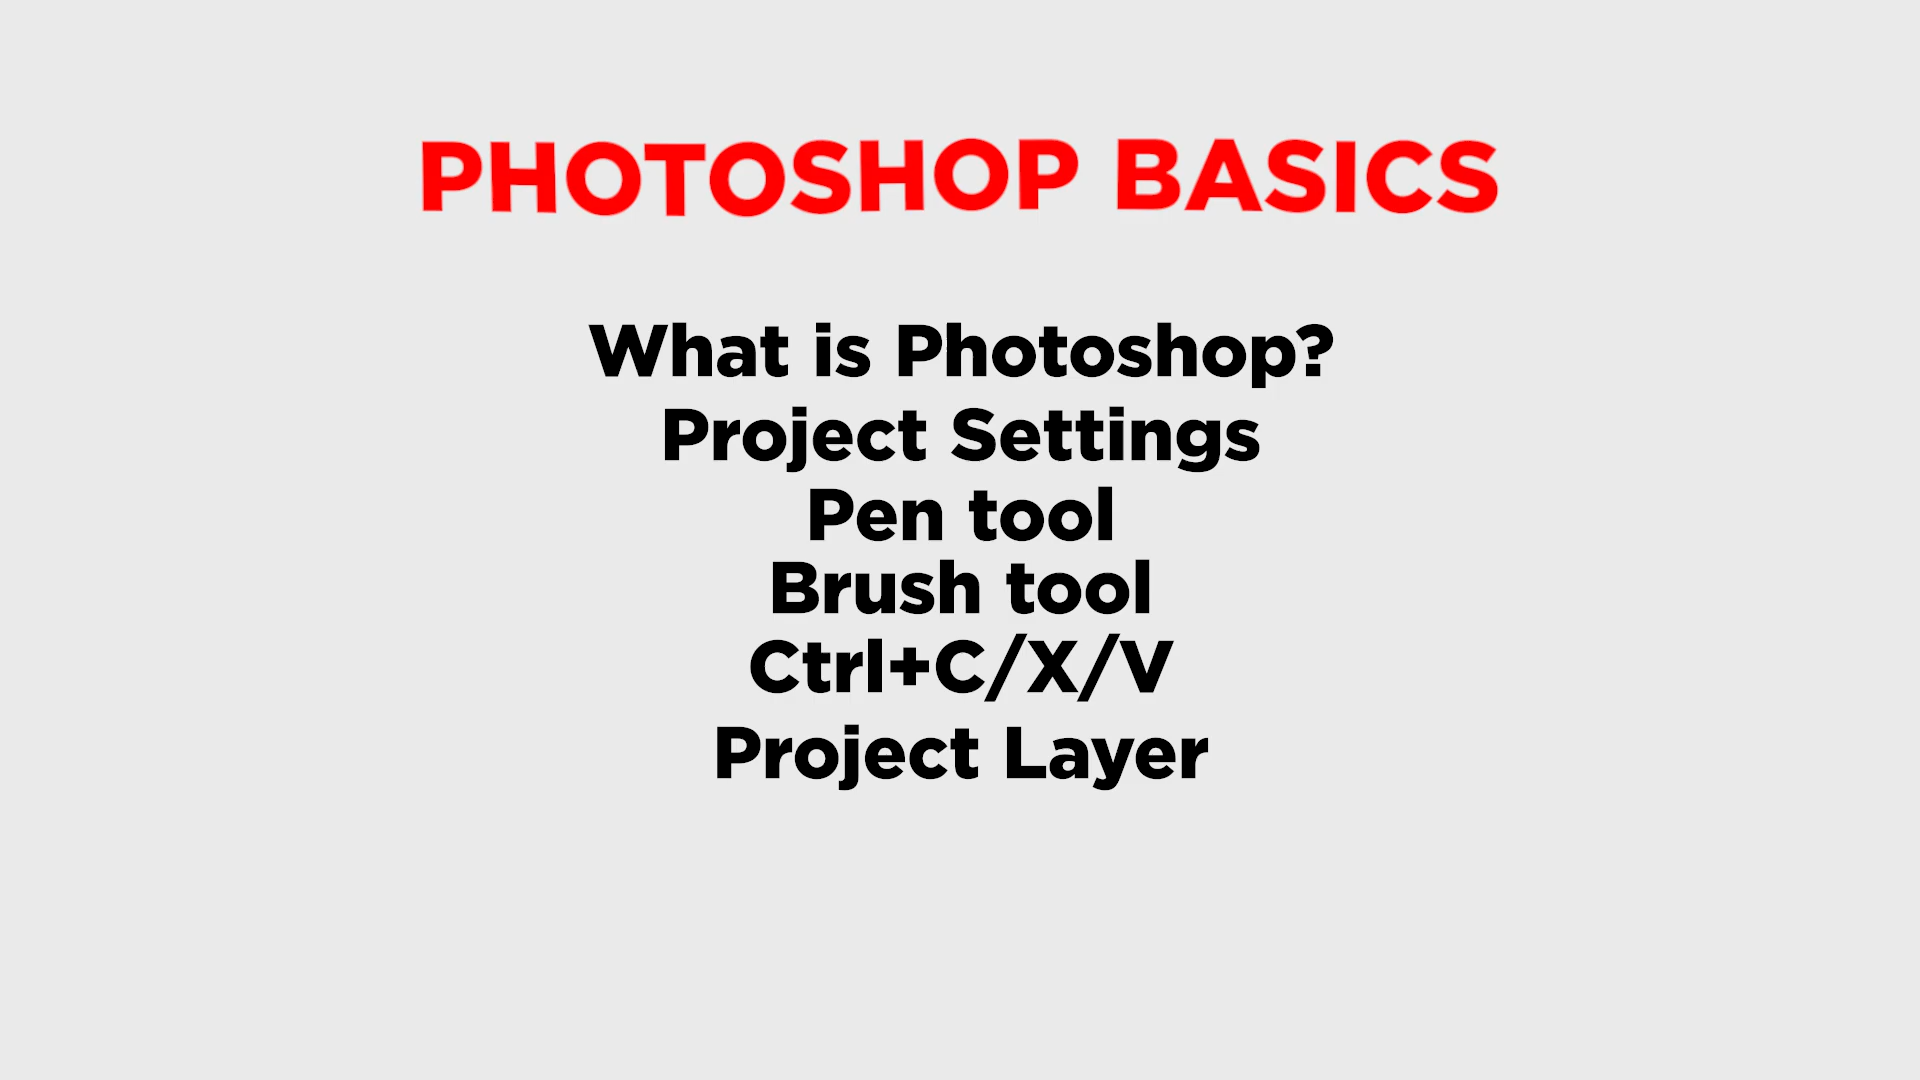 PHOTOSHOP BASICS
What is Photoshop?
Project Settings
Pen tool
Brush tool
Ctrl+C/X/V
Project Layer